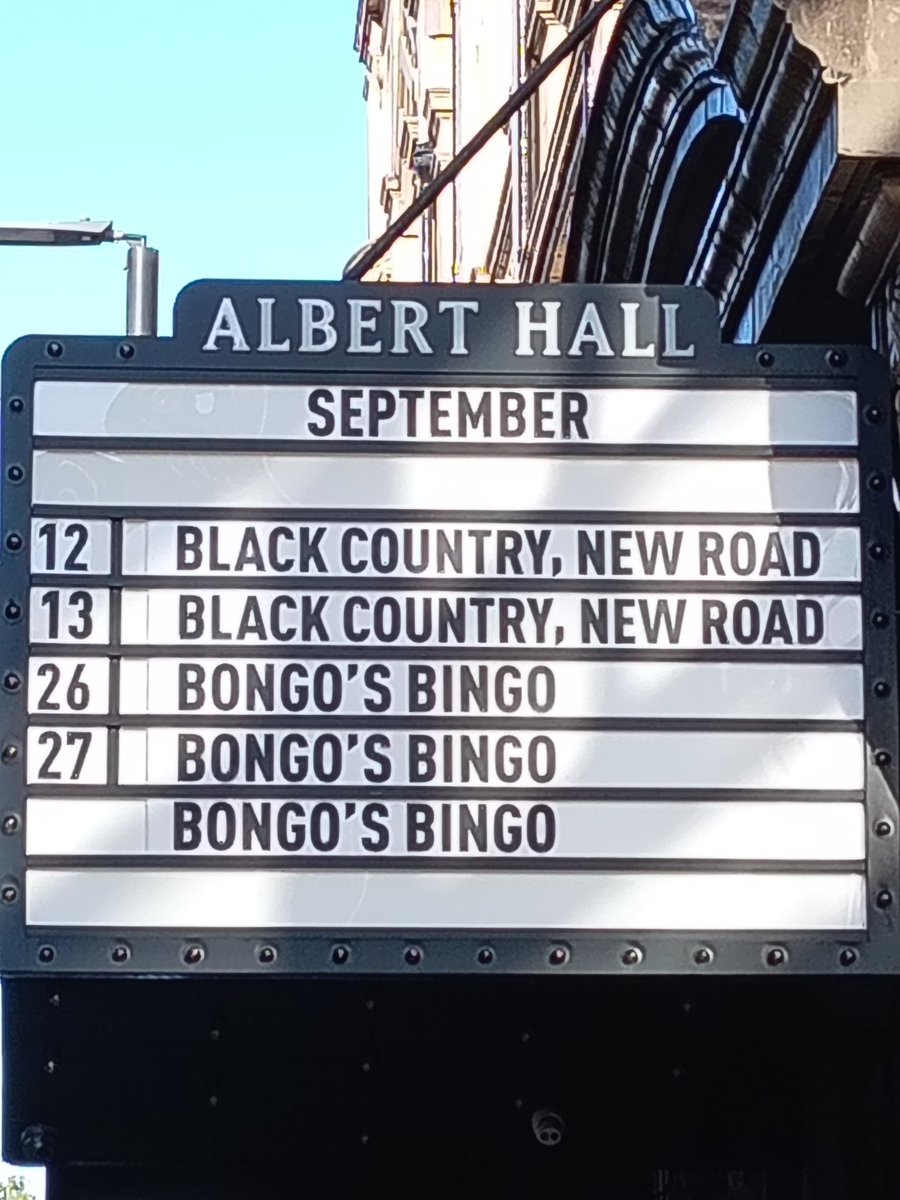 ALBERT HALL
SEPTEMBER
12 BLACK COUNTRY, NEW ROAD
13 BLACK COUNTRY, NEW ROAD
26 BONGO'S BINGO
27 BONGO'S BINGO
BONGO'S BINGO